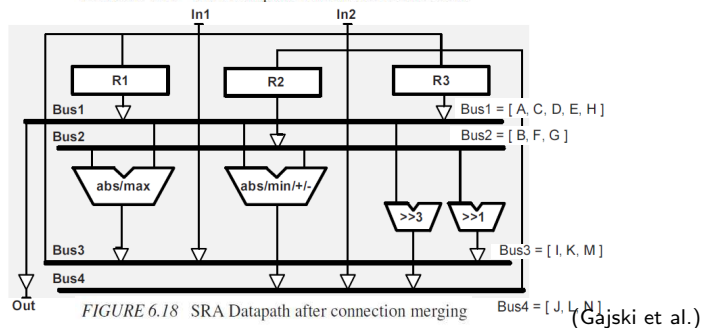 In1 In2
R1 R2 R3
Bus1 Bus1 = [ A, C, D, E, H ]
Bus2 Bus2 = [ B, F, G ]
abs/max abs/min/+/- >>3 >>1
Bus3 Bus3 = [ I, K, M ]
Bus4
Out FIGURE 6.18 SRA Datapath after connection merging Bus4 = [ J, L, N ]
(Gajski et al.)